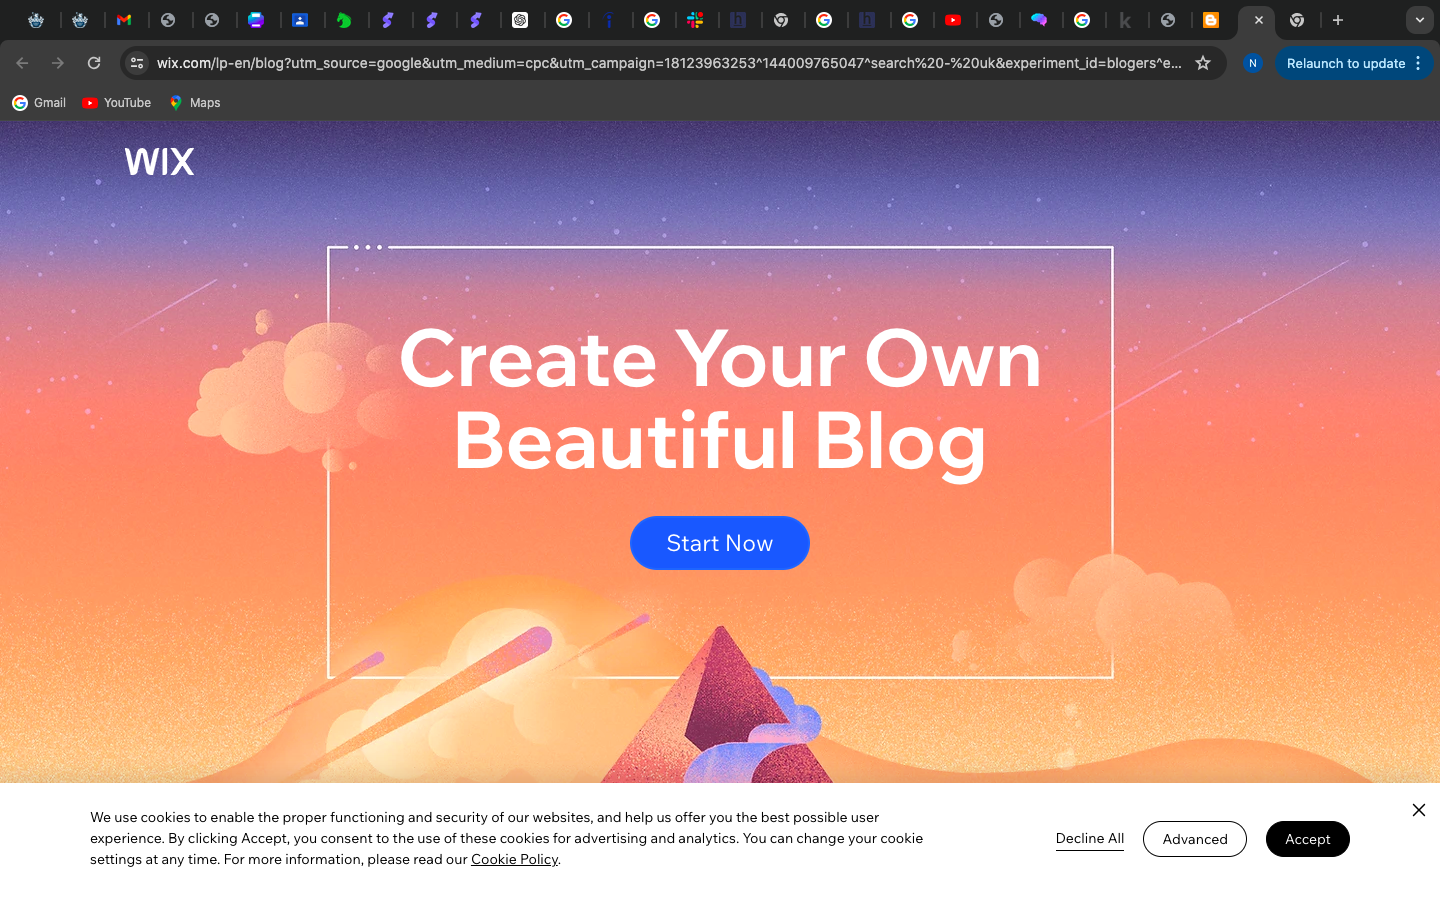 wix.com/lp-en/blog?utm_source=google&utm_medium=cpc&utm_campaign=18123963253^144009765047^search%20-%20uk&experiment_id=blogers^e...
N
Relaunch to update
Gmail
YouTube
Maps
WIX
Create Your Own
Beautiful Blog
Start Now
We use cookies to enable the proper functioning and security of our websites, and help us offer you the best possible user
experience. By clicking Accept, you consent to the use of these cookies for advertising and analytics. You can change your cookie
settings at any time. For more information, please read our Cookie Policy.
Decline All
Advanced
Accept